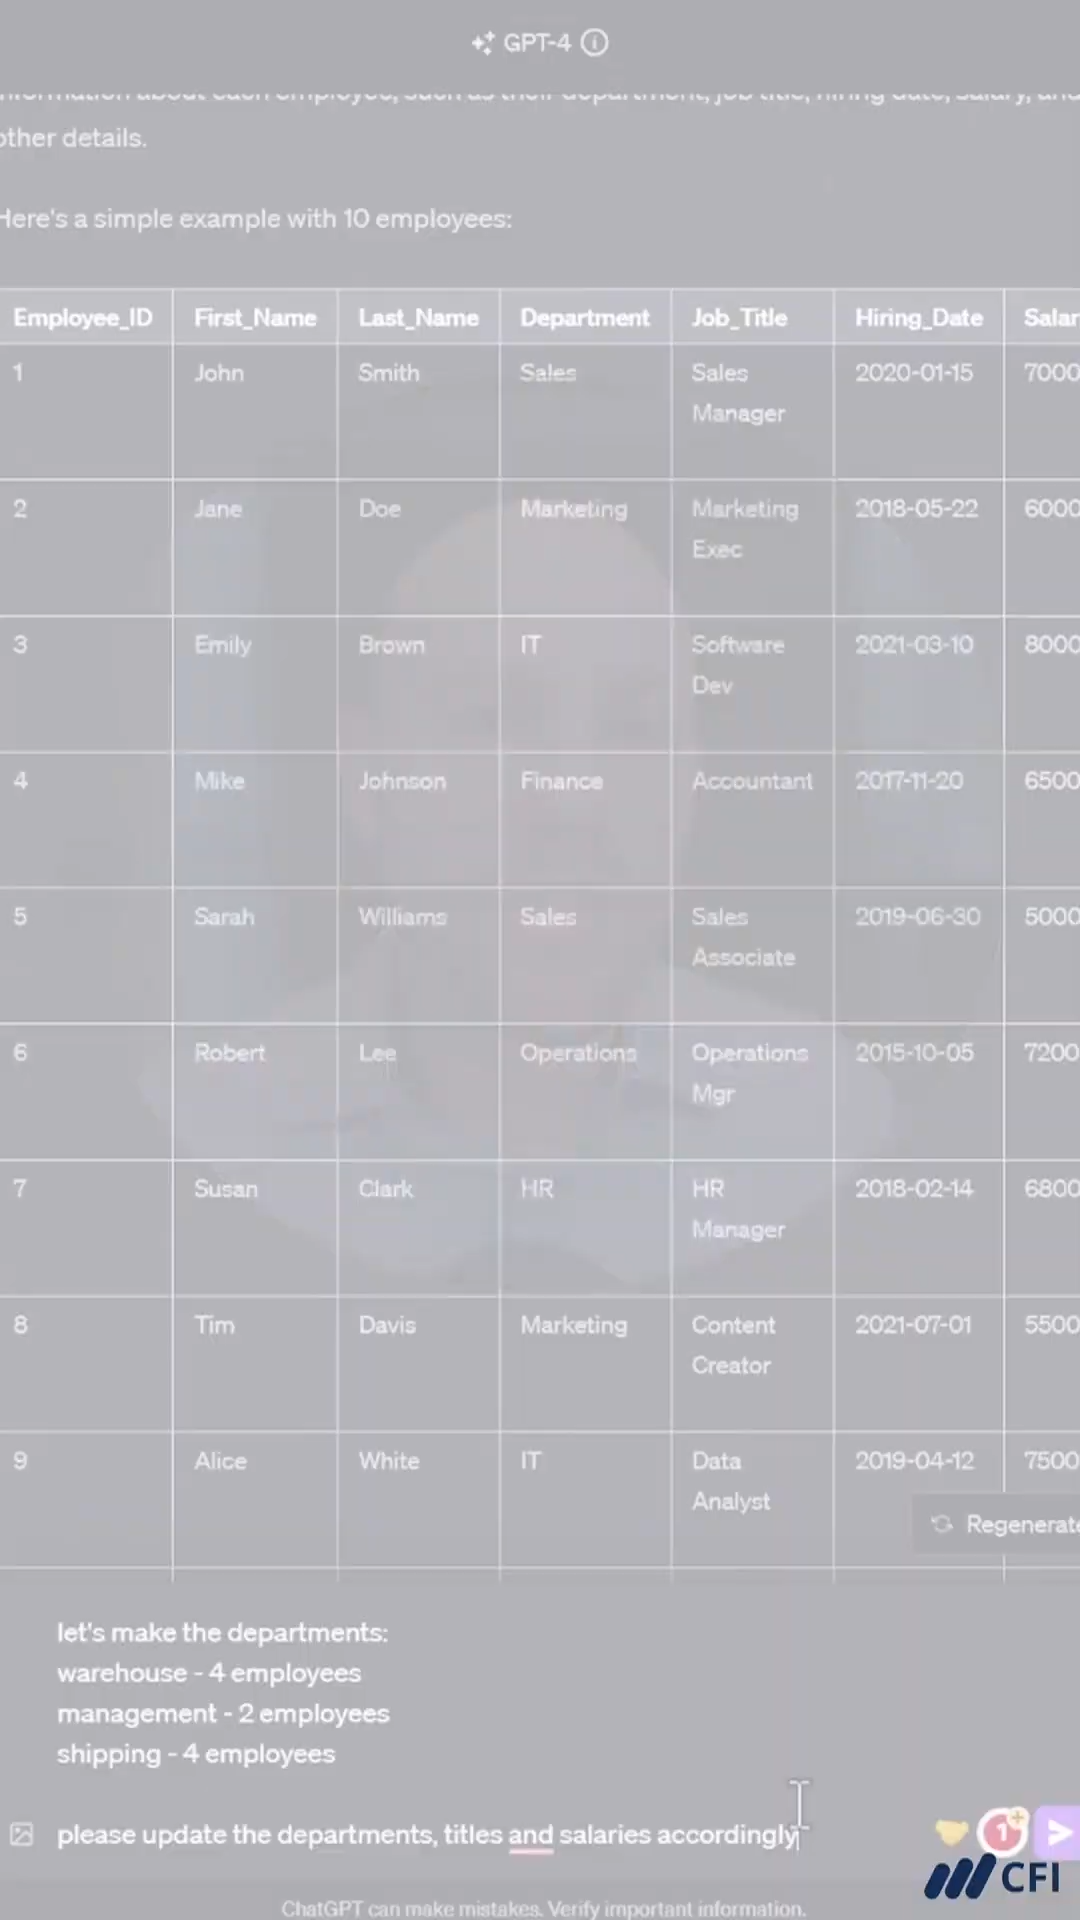 GPT-4
information about each employee, such as their department, job title, hiring date, salary, and
other details.
Here's a simple example with 10 employees:
Employee_ID First_Name Last_Name Department Job_Title Hiring_Date Salar
1 John Smith Sales Sales Manager 2020-01-15 7000
2 Jane Doe Marketing Marketing Exec 2018-05-22 6000
3 Emily Brown IT Software Dev 2021-03-10 8000
4 Mike Johnson Finance Accountant 2017-11-20 6500
5 Sarah Williams Sales Sales Associate 2019-06-30 5000
6 Robert Lee Operations Operations Mgr 2015-10-05 7200
7 Susan Clark HR HR Manager 2018-02-14 6800
8 Tim Davis Marketing Content Creator 2021-07-01 5500
9 Alice White IT Data Analyst 2019-04-12 7500
Regenerate
let's make the departments:
warehouse - 4 employees
management - 2 employees
shipping - 4 employees
please update the departments, titles and salaries accordingly
1
CFI
ChatGPT can make mistakes. Verify important information.